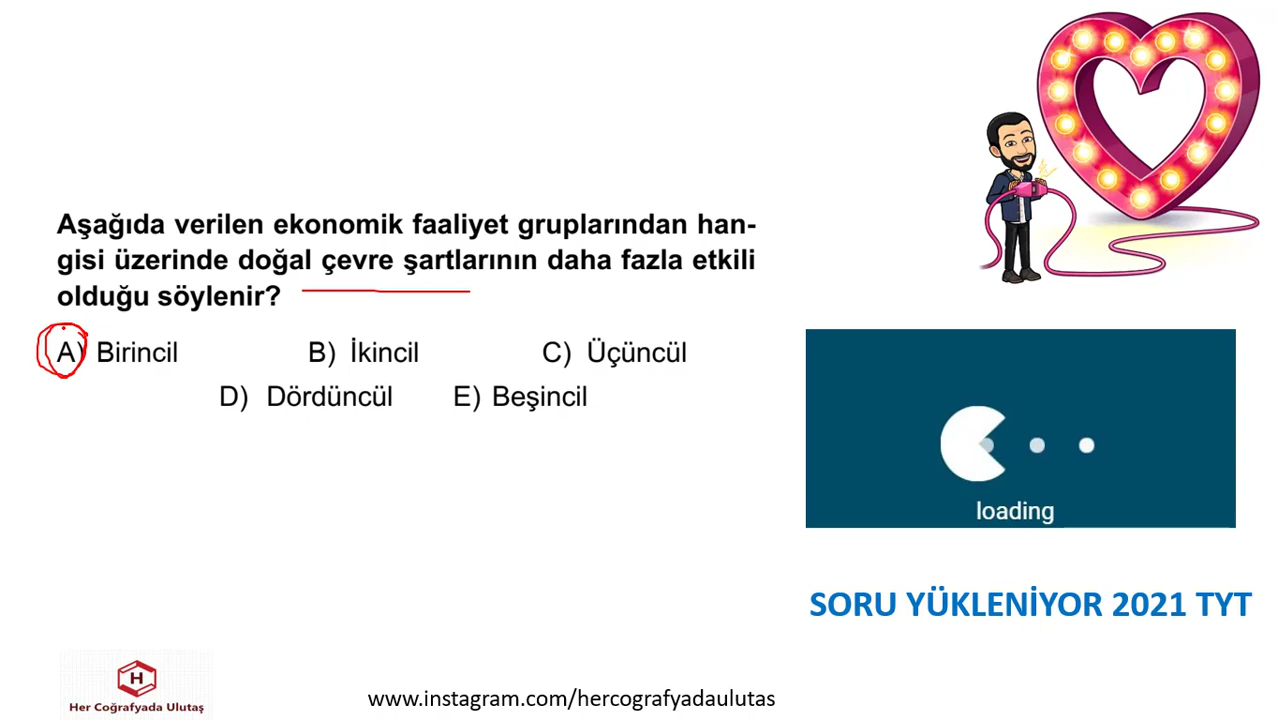 Aşağıda verilen ekonomik faaliyet gruplarından han-
gisi üzerinde doğal çevre şartlarının daha fazla etkili
olduğu söylenir?
A) Birincil B) İkincil C) Üçüncül
D) Dördüncül E) Beşincil
loading
SORU YÜKLENİYOR 2021 TYT
H
Her Coğrafyada Ulutaş
www.instagram.com/hercografyadaulutas